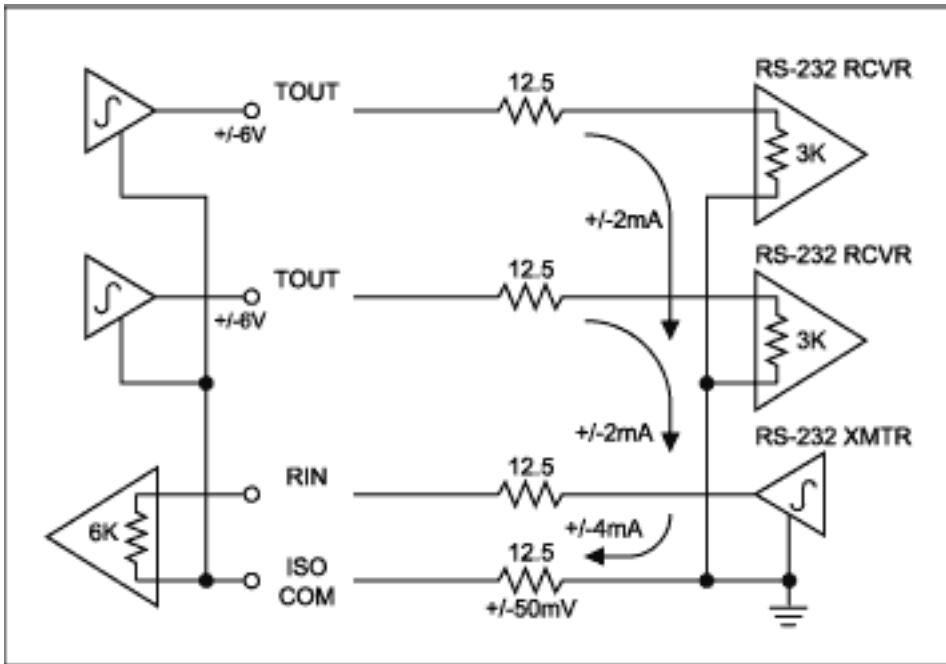 TOUT
+/-6V
12.5
RS-232 RCVR
3K
+/-2mA
TOUT
+/-6V
12.5
RS-232 RCVR
3K
+/-2mA
RS-232 XMTR
RIN
12.5
6K
+/-4mA
ISO
COM
12.5
+/-50mV